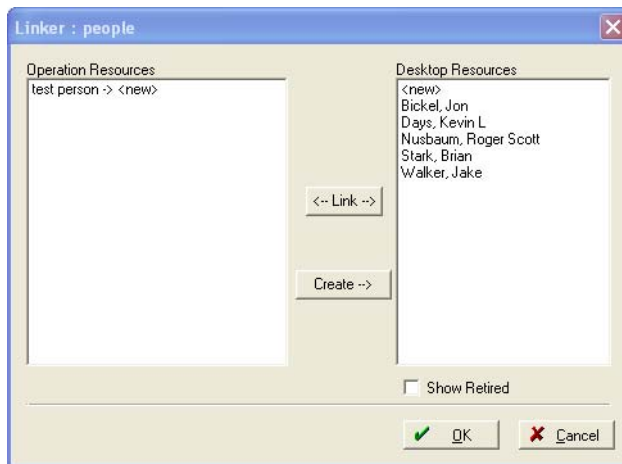 Linker : people
Operation Resources
test person -> <new>
Desktop Resources
<new>
Bickel, Jon
Days, Kevin L
Nusbaum, Roger Scott
Stark, Brian
Walker, Jake
<-- Link -->
Create -->
Show Retired
OK
Cancel